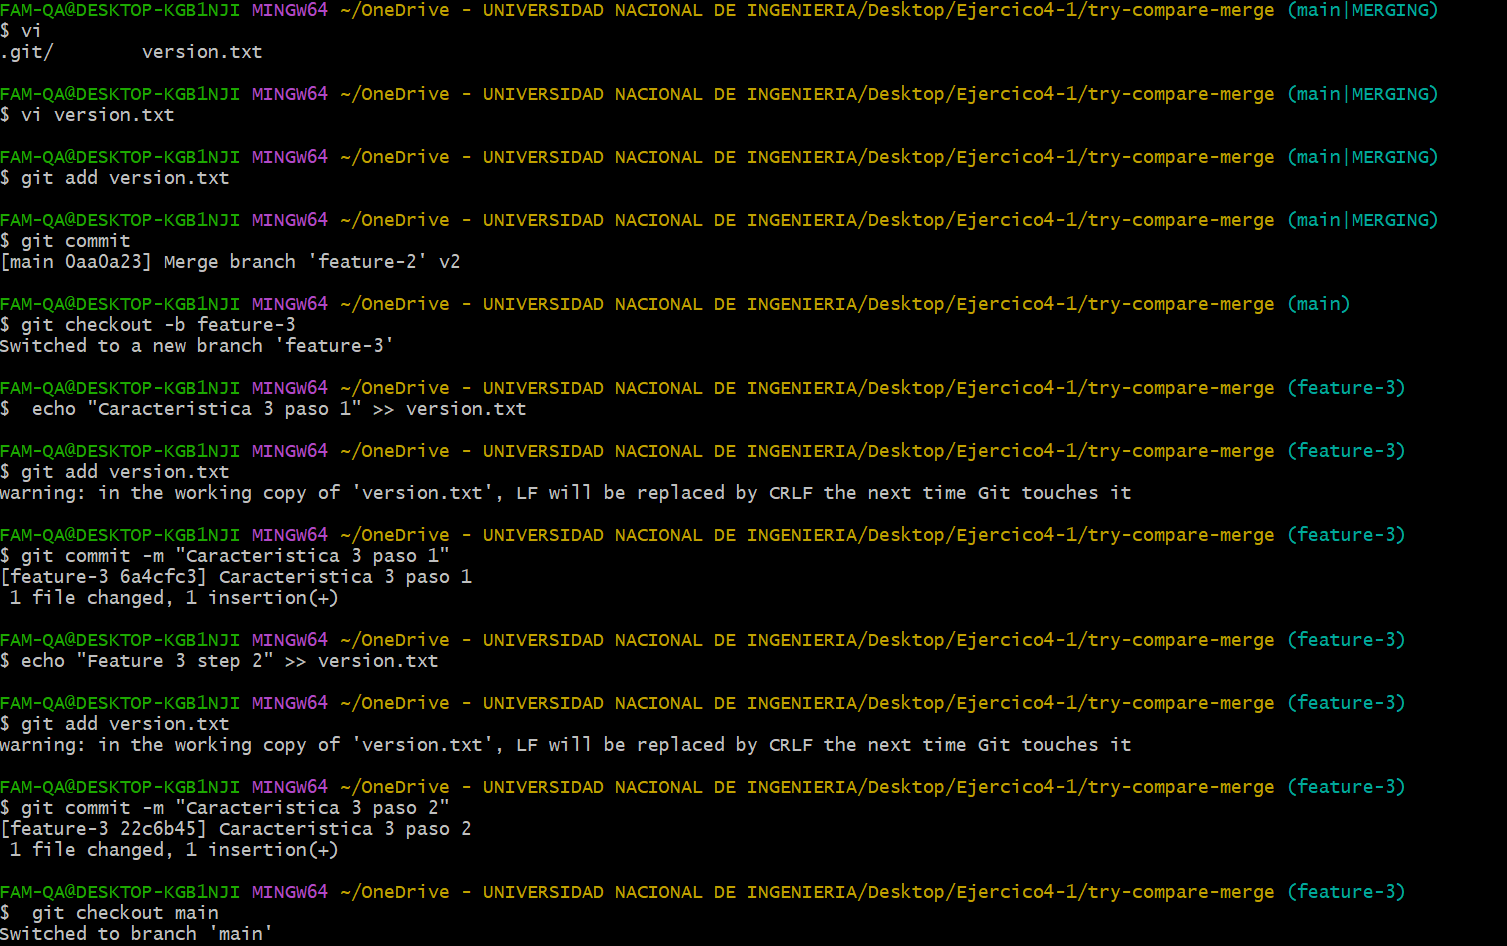 FAM-QA@DESKTOP-KGB1NJI MINGW64 ~/OneDrive - UNIVERSIDAD NACIONAL DE INGENIERIA/Desktop/Ejercico4-1/try-compare-merge (main|MERGING)
$ vi
.git/        version.txt

FAM-QA@DESKTOP-KGB1NJI MINGW64 ~/OneDrive - UNIVERSIDAD NACIONAL DE INGENIERIA/Desktop/Ejercico4-1/try-compare-merge (main|MERGING)
$ vi version.txt

FAM-QA@DESKTOP-KGB1NJI MINGW64 ~/OneDrive - UNIVERSIDAD NACIONAL DE INGENIERIA/Desktop/Ejercico4-1/try-compare-merge (main|MERGING)
$ git add version.txt

FAM-QA@DESKTOP-KGB1NJI MINGW64 ~/OneDrive - UNIVERSIDAD NACIONAL DE INGENIERIA/Desktop/Ejercico4-1/try-compare-merge (main|MERGING)
$ git commit
[main 0aa0a23] Merge branch 'feature-2' v2

FAM-QA@DESKTOP-KGB1NJI MINGW64 ~/OneDrive - UNIVERSIDAD NACIONAL DE INGENIERIA/Desktop/Ejercico4-1/try-compare-merge (main)
$ git checkout -b feature-3
Switched to a new branch 'feature-3'

FAM-QA@DESKTOP-KGB1NJI MINGW64 ~/OneDrive - UNIVERSIDAD NACIONAL DE INGENIERIA/Desktop/Ejercico4-1/try-compare-merge (feature-3)
$  echo "Caracteristica 3 paso 1" >> version.txt

FAM-QA@DESKTOP-KGB1NJI MINGW64 ~/OneDrive - UNIVERSIDAD NACIONAL DE INGENIERIA/Desktop/Ejercico4-1/try-compare-merge (feature-3)
$ git add version.txt
warning: in the working copy of 'version.txt', LF will be replaced by CRLF the next time Git touches it

FAM-QA@DESKTOP-KGB1NJI MINGW64 ~/OneDrive - UNIVERSIDAD NACIONAL DE INGENIERIA/Desktop/Ejercico4-1/try-compare-merge (feature-3)
$ git commit -m "Caracteristica 3 paso 1"
[feature-3 6a4cfc3] Caracteristica 3 paso 1
 1 file changed, 1 insertion(+)

FAM-QA@DESKTOP-KGB1NJI MINGW64 ~/OneDrive - UNIVERSIDAD NACIONAL DE INGENIERIA/Desktop/Ejercico4-1/try-compare-merge (feature-3)
$ echo "Feature 3 step 2" >> version.txt

FAM-QA@DESKTOP-KGB1NJI MINGW64 ~/OneDrive - UNIVERSIDAD NACIONAL DE INGENIERIA/Desktop/Ejercico4-1/try-compare-merge (feature-3)
$ git add version.txt
warning: in the working copy of 'version.txt', LF will be replaced by CRLF the next time Git touches it

FAM-QA@DESKTOP-KGB1NJI MINGW64 ~/OneDrive - UNIVERSIDAD NACIONAL DE INGENIERIA/Desktop/Ejercico4-1/try-compare-merge (feature-3)
$ git commit -m "Caracteristica 3 paso 2"
[feature-3 22c6b45] Caracteristica 3 paso 2
 1 file changed, 1 insertion(+)

FAM-QA@DESKTOP-KGB1NJI MINGW64 ~/OneDrive - UNIVERSIDAD NACIONAL DE INGENIERIA/Desktop/Ejercico4-1/try-compare-merge (feature-3)
$  git checkout main
Switched to branch 'main'